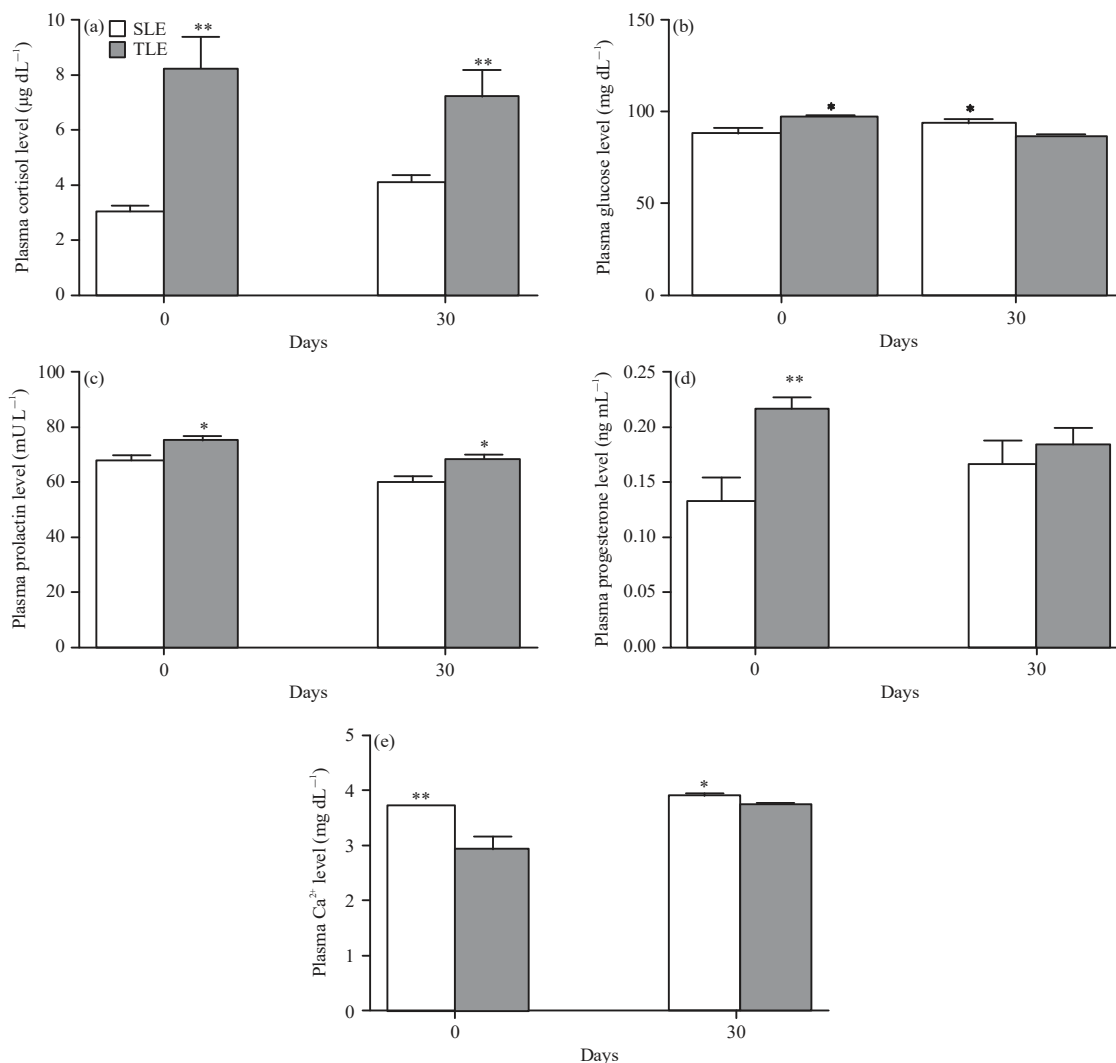 (a)
SLE
TLE
**
**
10
8
6
4
2
0
Plasma cortisol level (µg dL−1)
0
30
Days
(b)
*
*
150
100
50
0
Plasma glucose level (mg dL−1)
0
30
Days
(c)
*
*
100
80
60
40
20
0
Plasma prolactin level (mU L−1)
0
30
Days
(d)
**
0.25
0.20
0.15
0.10
0.05
0.00
Plasma progesterone level (ng mL−1)
0
30
Days
(e)
**
*
5
4
3
2
1
0
Plasma Ca2+ level (mg dL−1)
0
30
Days